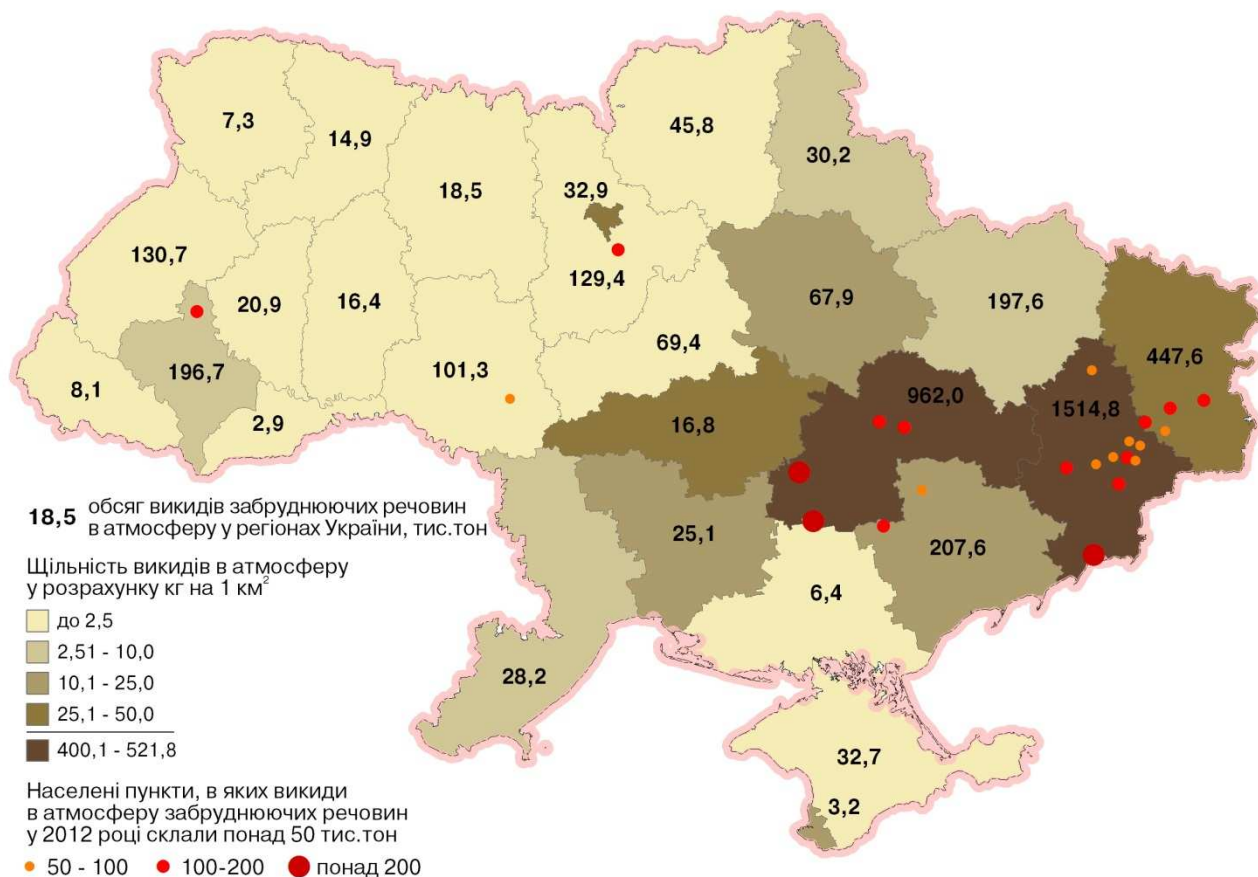 7,3
14,9
18,5
32,9
45,8
30,2
130,7
20,9
16,4
129,4
67,9
197,6
8,1
196,7
2,9
101,3
69,4
16,8
962,0
1514,8
447,6
25,1
207,6
6,4
28,2
32,7
3,2
18,5 обсяг викидів забруднюючих речовин
в атмосферу у регіонах України, тис.тон
Щільність викидів в атмосферу
у розрахунку кг на 1 км²
до 2,5
2,51 - 10,0
10,1 - 25,0
25,1 - 50,0
400,1 - 521,8
Населені пункти, в яких викиди
в атмосферу забруднюючих речовин
у 2012 році склали понад 50 тис.тон
50 - 100 100-200 понад 200